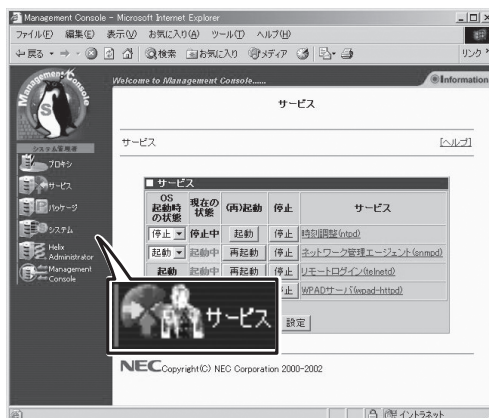 Management Console - Microsoft Internet Explorer
ファイル(F) 編集(E) 表示(V) お気に入り(A) ツール(T) ヘルプ(H)
戻る 検索 お気に入り メディア リンク
Management Console
Welcome to Management Console......
Information
サービス
システム管理者
サービス [ヘルプ]
プロキシ
サービス
パッケージ
システム
Helix Administrator
Management Console
■ サービス
OS起動時の状態 現在の状態 (再)起動 停止 サービス
停止 停止中 起動 停止 時刻調整(ntpd)
起動 起動中 再起動 停止 ネットワーク管理エージェント(snmpd)
起動 起動中 再起動 停止 リモートログイン(telnetd)
止 WPADサーバ(wpad-httpd)
サービス
設定
NEC Copyright(C) NEC Corporation 2000-2002
イントラネット